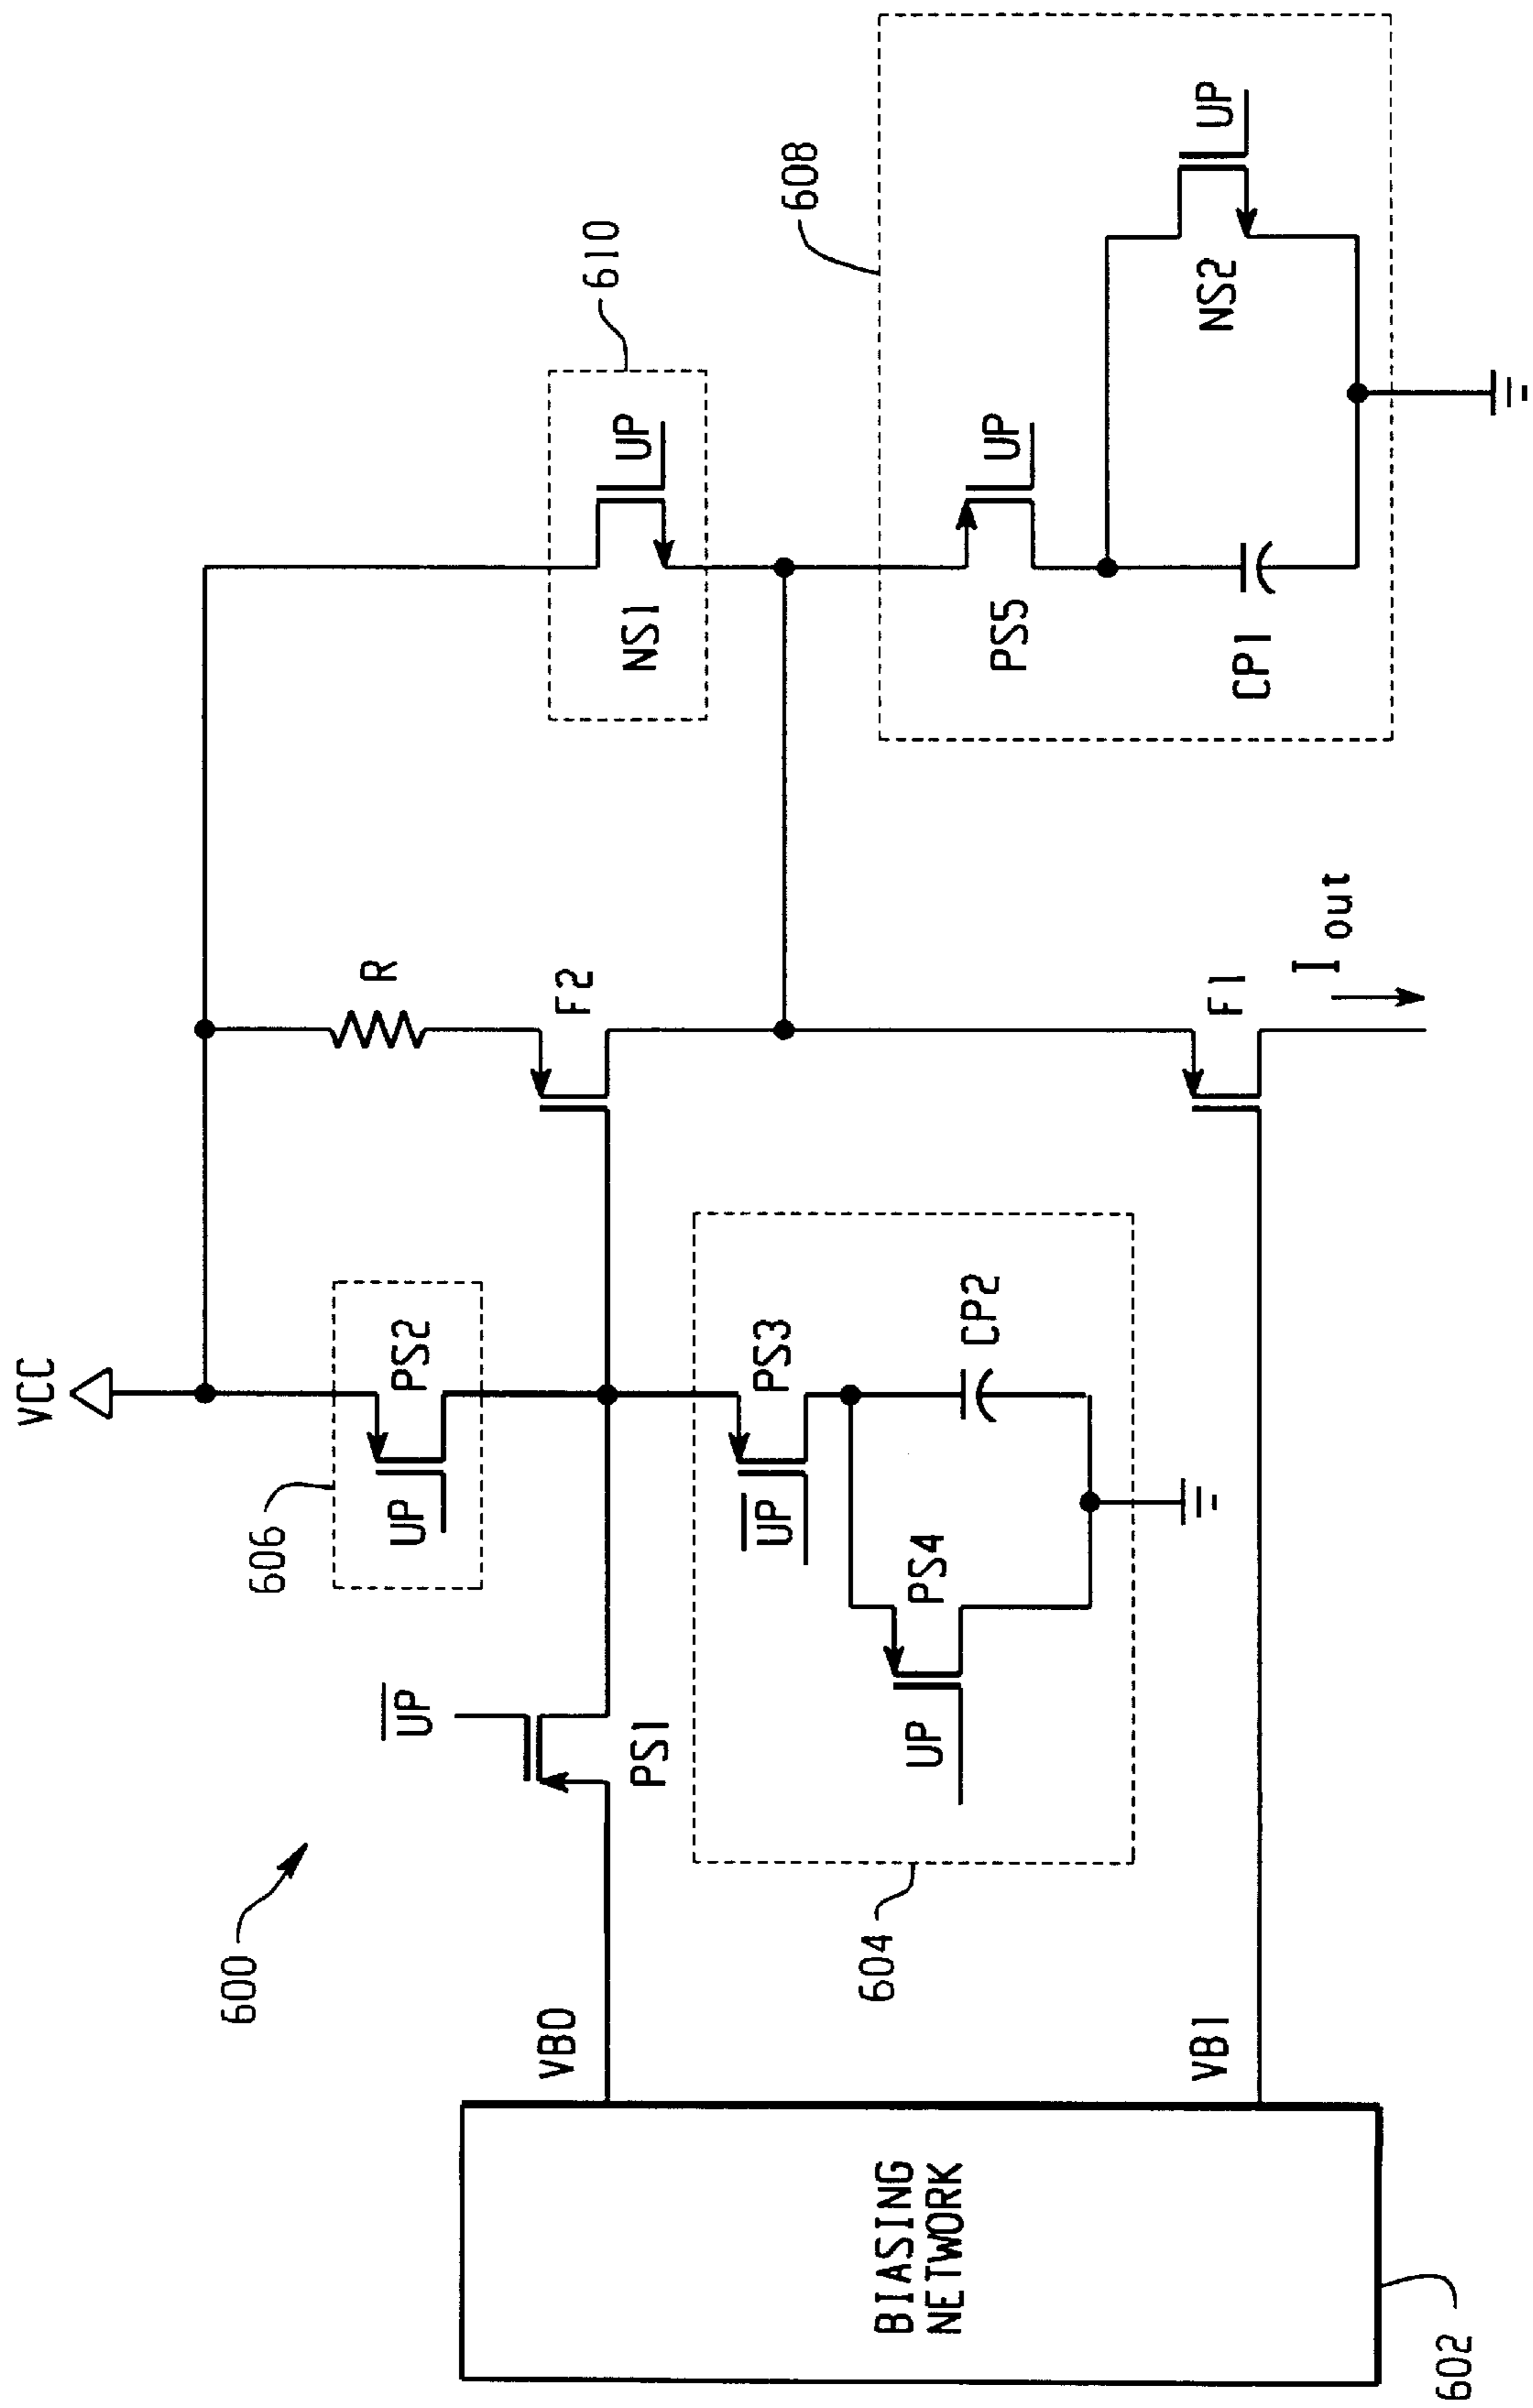 600
VCC
606
UP
PS2
R
F2
610
NS1
UP
UP
PS1
VB0
UP
PS3
UP
PS4
CP2
604
608
PS5
UP
CP1
NS2
UP
VB1
F1
I out
BIASING
NETWORK
602